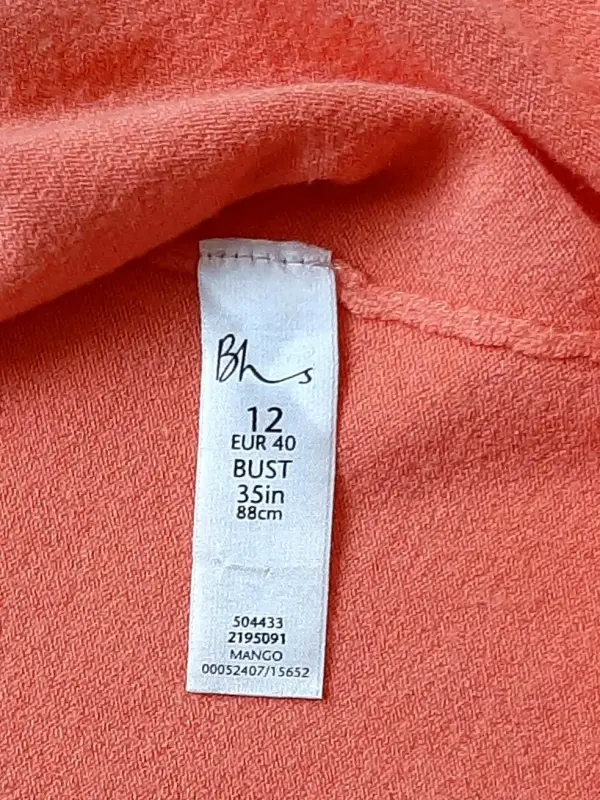 Bhs
12
EUR 40
BUST
35in
88cm
504433
2195091
MANGO
00052407/15652